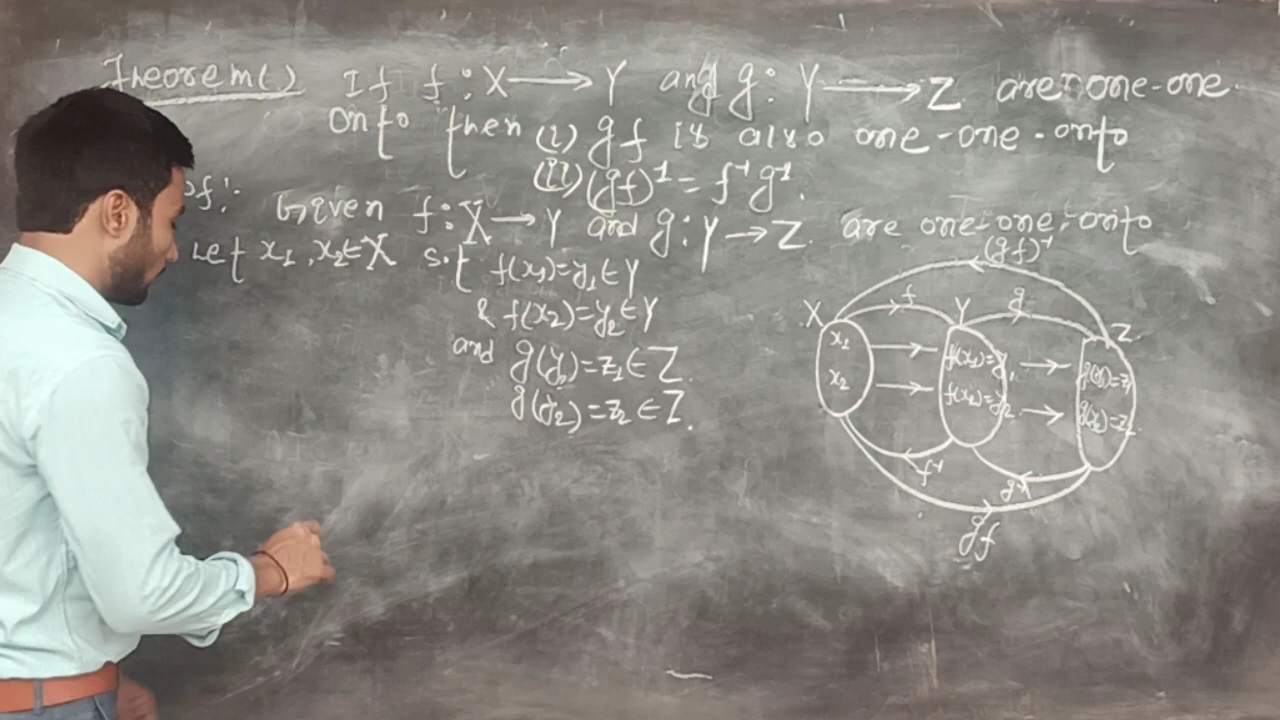 Theorem(.) If f : X → Y and g : Y → Z. are one-one.
onto then (i) gf is also one-one-onto
(ii) (gf)⁻¹ = f⁻¹ g⁻¹.
of: Given f : X → Y and g : Y → Z. are one-one-onto
Let x₁, x₂ ∈ X s.t f(x₁) = y₁ ∈ Y
& f(x₂) = y₂ ∈ Y
and g(y₁) = z₁ ∈ Z.
g(y₂) = z₂ ∈ Z.
(gf)⁻¹
f g
X Y Z
x₁ f(x₁)=y₁ g(y₁)=z₁
x₂ f(x₂)=y₂ g(y₂)=z₂
f⁻¹ g⁻¹
gf